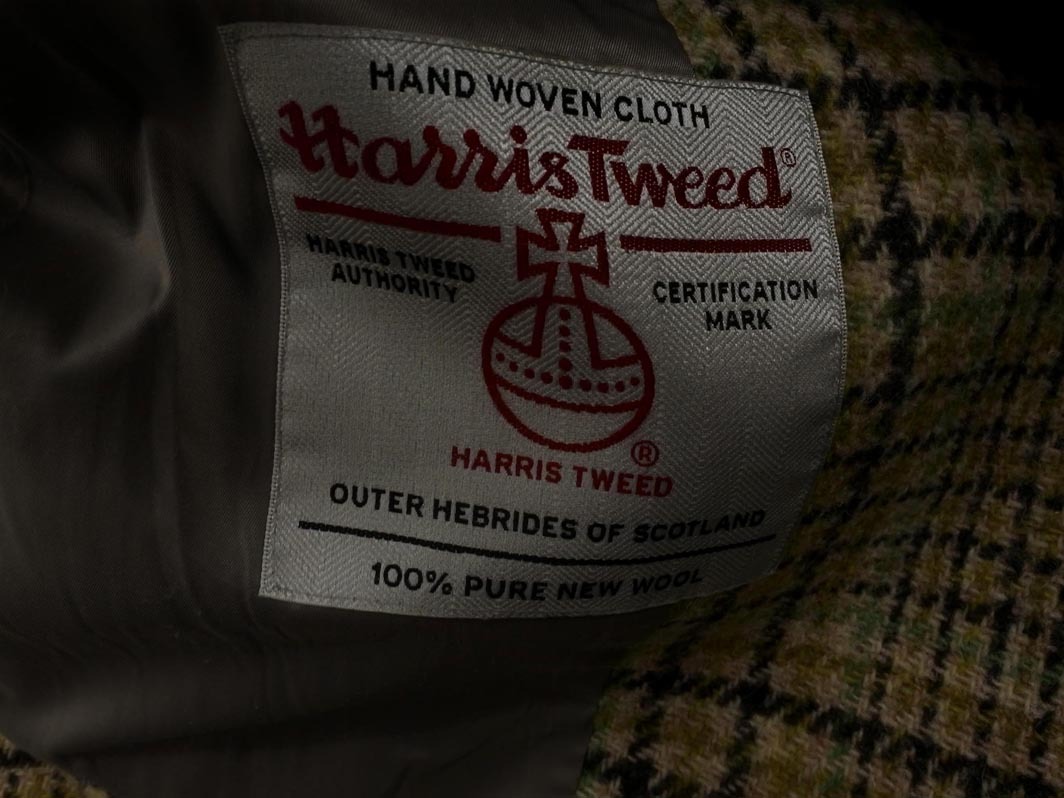 HAND WOVEN CLOTH
Harris Tweed®
HARRIS TWEED
AUTHORITY
CERTIFICATION
MARK
®
HARRIS TWEED
OUTER HEBRIDES OF SCOTLAND
100% PURE NEW WOOL